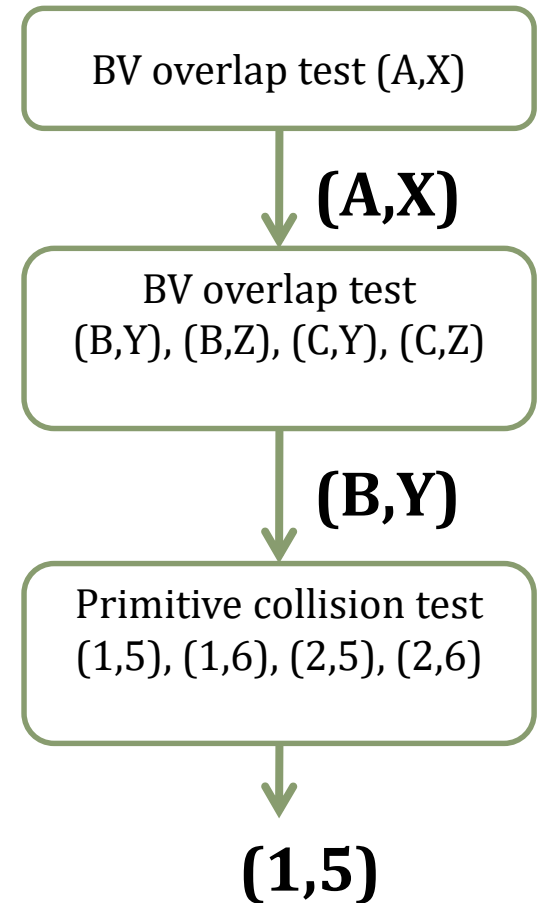 BV overlap test (A,X)
(A,X)
BV overlap test
(B,Y), (B,Z), (C,Y), (C,Z)
(B,Y)
Primitive collision test
(1,5), (1,6), (2,5), (2,6)
(1,5)